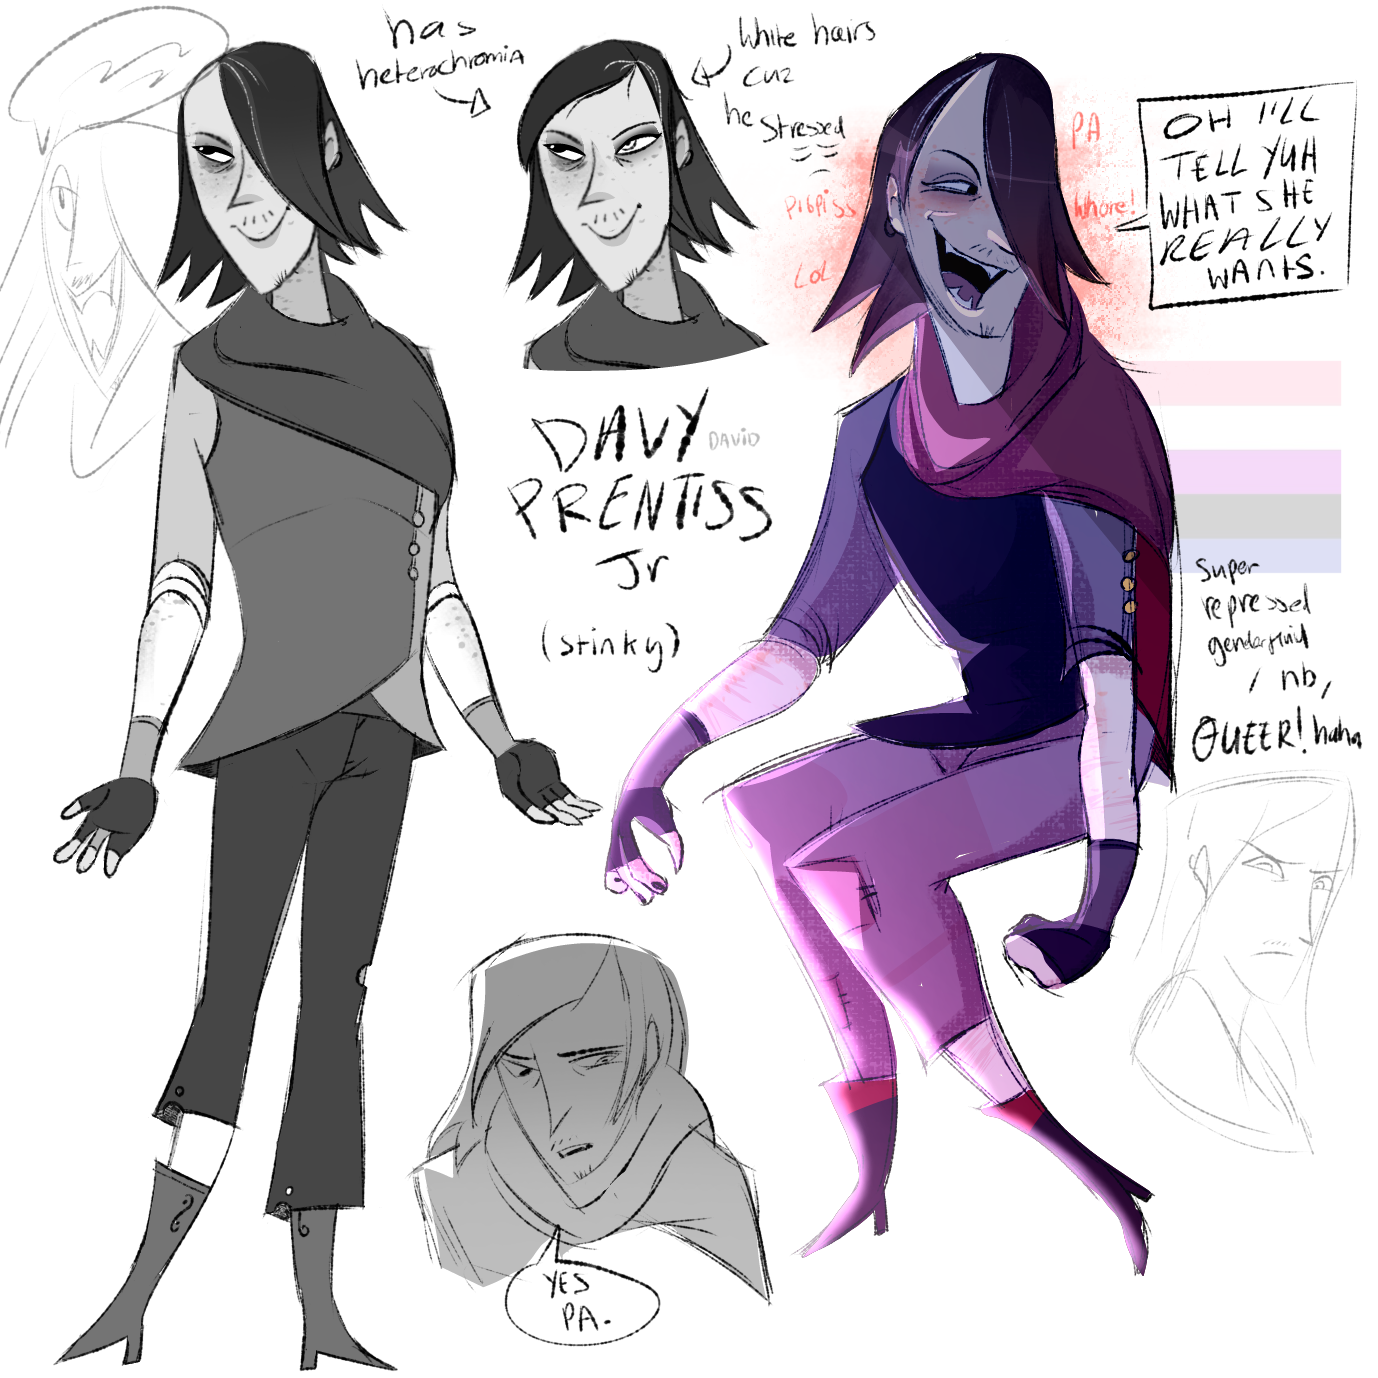 has
heterochromia
White hairs
cuz
he stressed
PA
Whore!
LOL
OH I'LL
TELL YUH
WHAT SHE
REALLY
WANTS.
DAVY
DAVID
PRENTISS
Jr
(stinky)
Super
repressed
genderfluid
/ nb,
QUEER! haha
YES
PA.